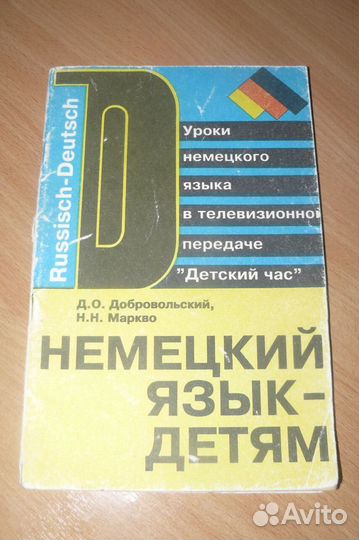 Russisch-Deutsch
D
Уроки
немецкого
языка
в телевизионной
передаче
"Детский час"
Д.О. Добровольский,
Н.Н. Маркво
НЕМЕЦКИЙ
ЯЗЫК –
ДЕТЯМ
Avito